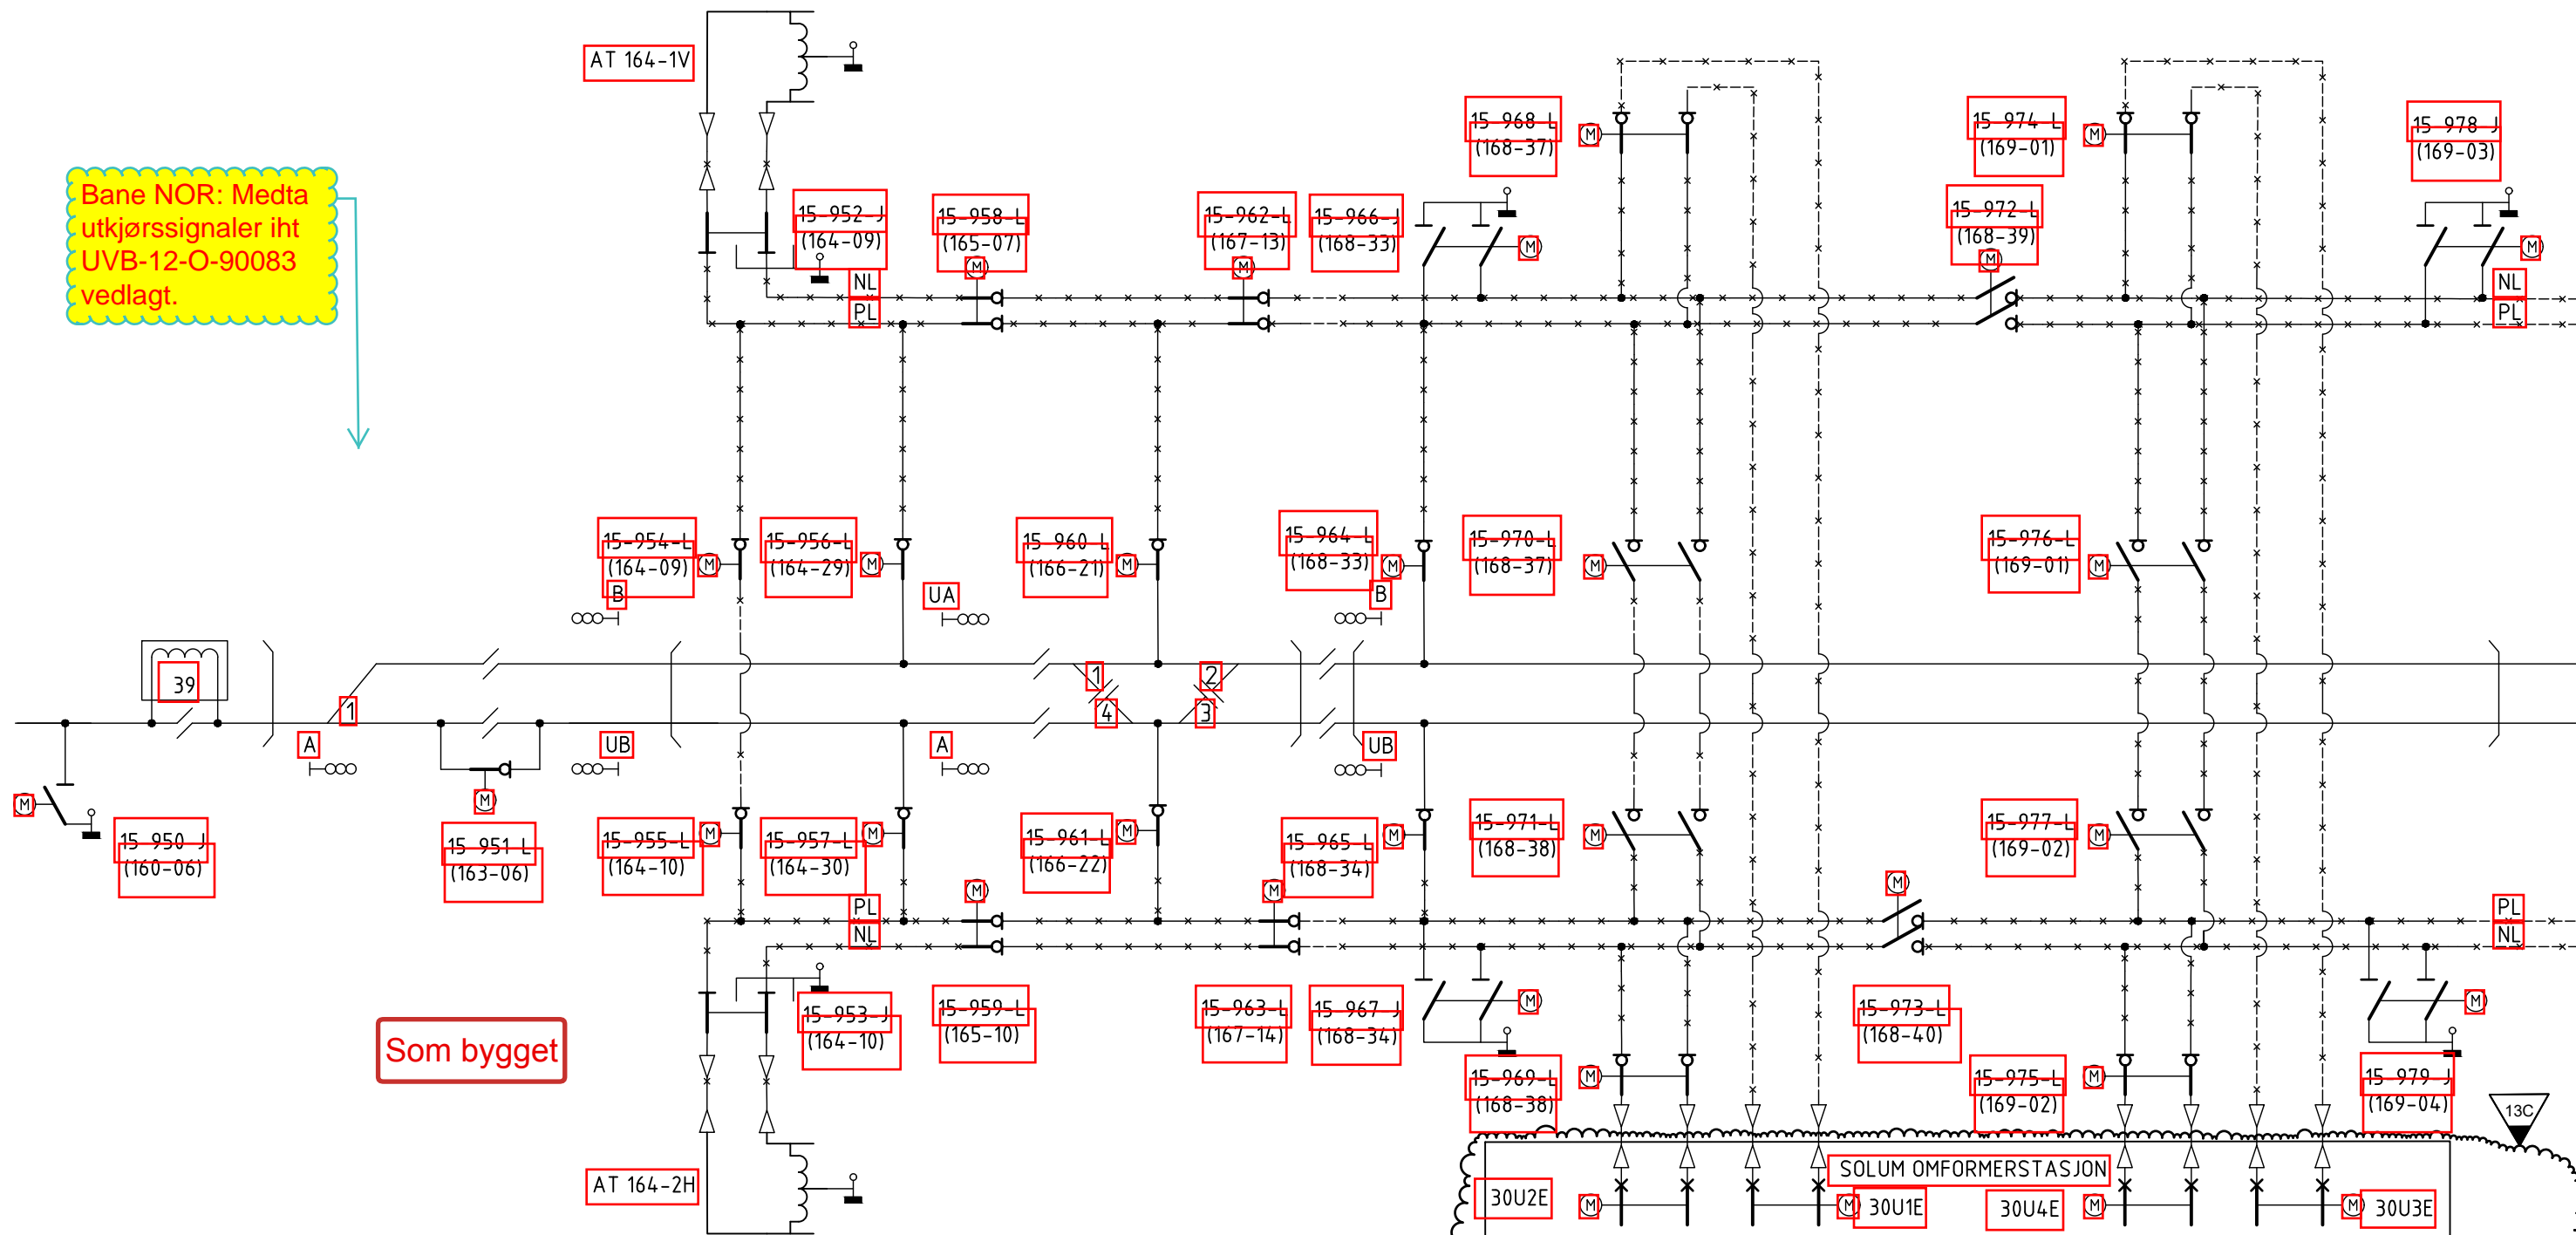 AT 164-1V
Bane NOR: Medta
utkjørssignaler iht
UVB-12-O-90083
vedlagt.
15-952-J
(164-09)
15-958-L
(165-07)
M
15-962-L
(167-13)
M
15-966-J
(168-33)
M
15-968-L
(168-37)
M
15-974-L
(169-01)
M
15-972-L
(168-39)
M
15-978-J
(169-03)
M
NL
PL
NL
PL
15-954-L
(164-09)
M
15-956-L
(164-29)
M
15-960-L
(166-21)
M
15-964-L
(168-33)
M
15-970-L
(168-37)
M
15-976-L
(169-01)
M
B
UA
B
39
1
1
4
2
3
A
UB
A
UB
M
15-950-J
(160-06)
M
15-951-L
(163-06)
15-955-L
(164-10)
M
15-957-L
(164-30)
M
15-961-L
(166-22)
M
15-965-L
(168-34)
M
15-971-L
(168-38)
M
15-977-L
(169-02)
M
PL
NL
M
M
M
PL
NL
15-953-J
(164-10)
15-959-L
(165-10)
15-963-L
(167-14)
15-967-J
(168-34)
M
15-973-L
(168-40)
M
Som bygget
15-969-L
(168-38)
M
15-975-L
(169-02)
M
15-979-J
(169-04)
13C
AT 164-2H
SOLUM OMFORMERSTASJON
30U2E
M
M
30U1E
30U4E
M
M
30U3E